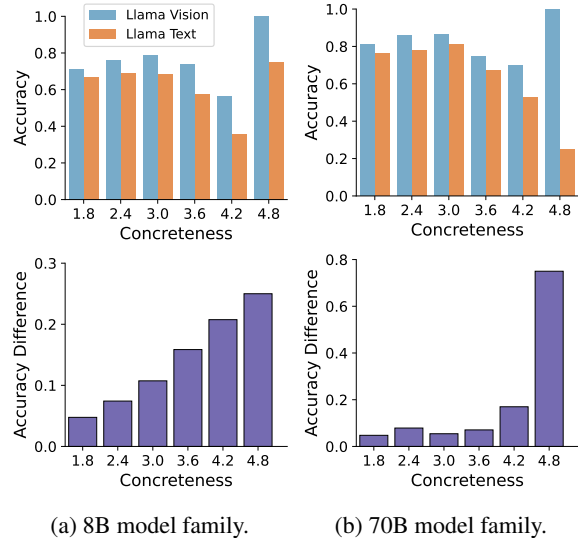 Llama Vision
Llama Text
1.0
0.8
0.6
0.4
0.2
0.0
Accuracy
1.8 2.4 3.0 3.6 4.2 4.8
Concreteness
1.0
0.8
0.6
0.4
0.2
0.0
Accuracy
1.8 2.4 3.0 3.6 4.2 4.8
Concreteness
0.3
0.2
0.1
0.0
Accuracy Difference
1.8 2.4 3.0 3.6 4.2 4.8
Concreteness
0.8
0.6
0.4
0.2
0.0
Accuracy Difference
1.8 2.4 3.0 3.6 4.2 4.8
Concreteness
(a) 8B model family.
(b) 70B model family.